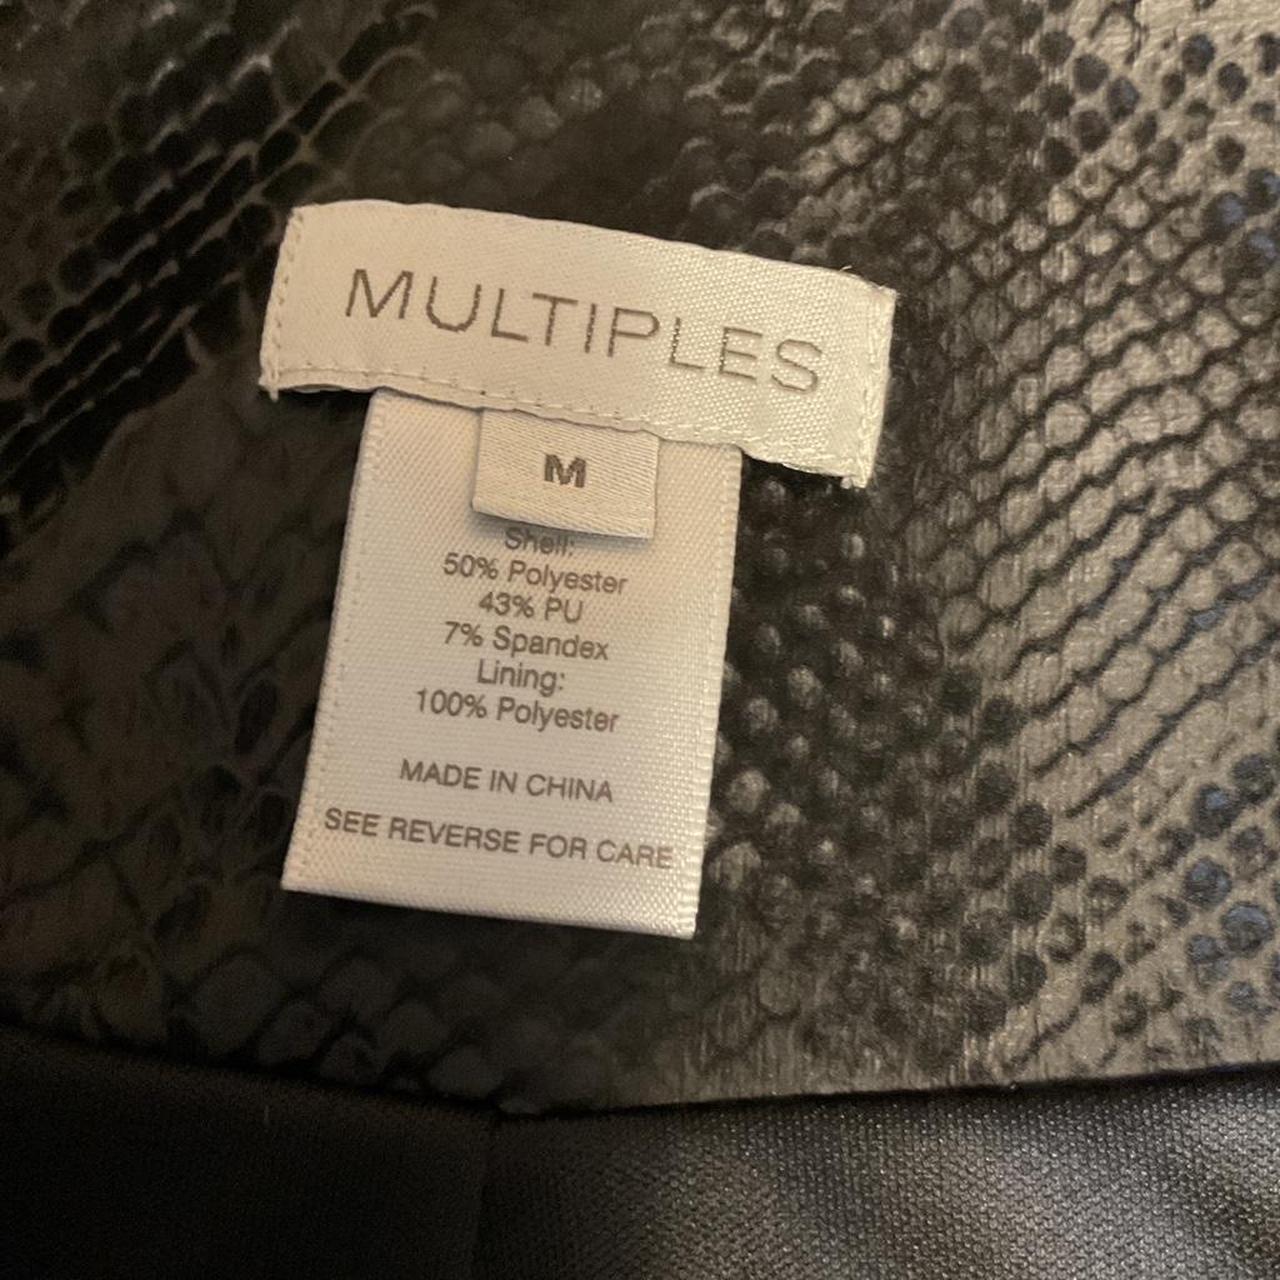 MULTIPLES
M
Shell:
50% Polyester
43% PU
7% Spandex
Lining:
100% Polyester
MADE IN CHINA
SEE REVERSE FOR CARE